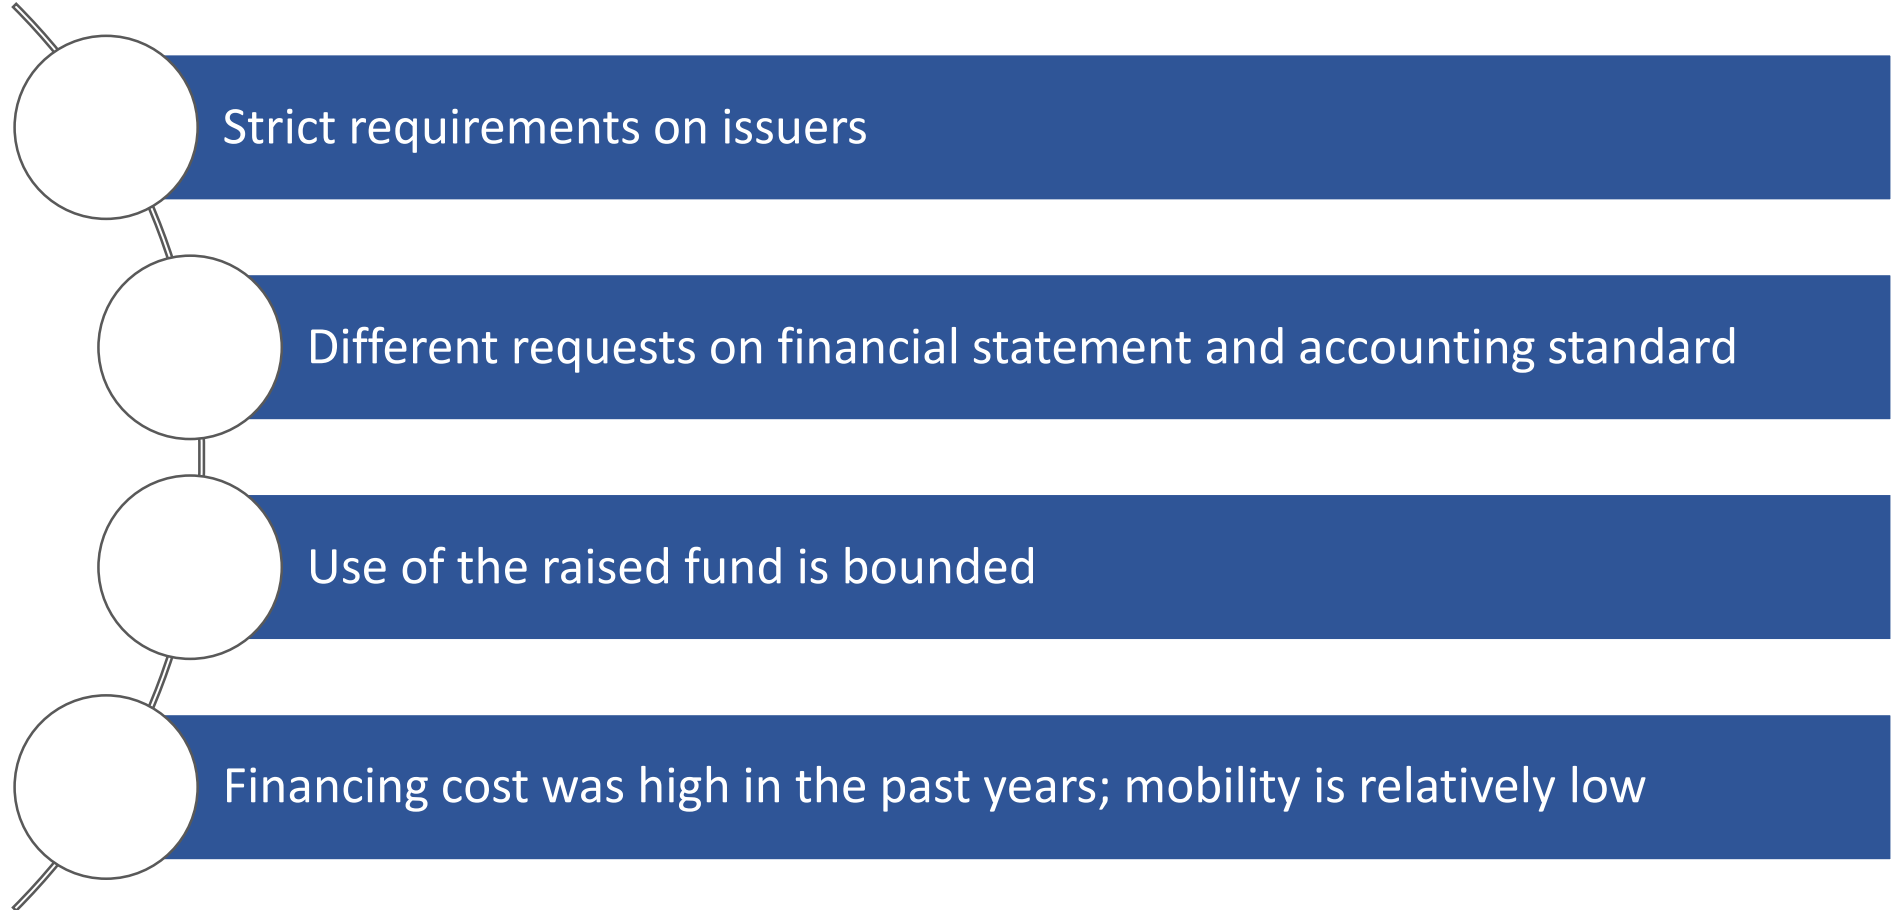 Strict requirements on issuers
Different requests on financial statement and accounting standard
Use of the raised fund is bounded
Financing cost was high in the past years; mobility is relatively low